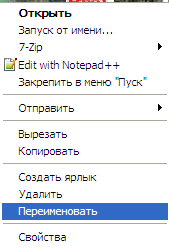 Открыть
Запуск от имени...
7-Zip
Edit with Notepad++
Закрепить в меню "Пуск"
Отправить
Вырезать
Копировать
Создать ярлык
Удалить
Переименовать
Свойства